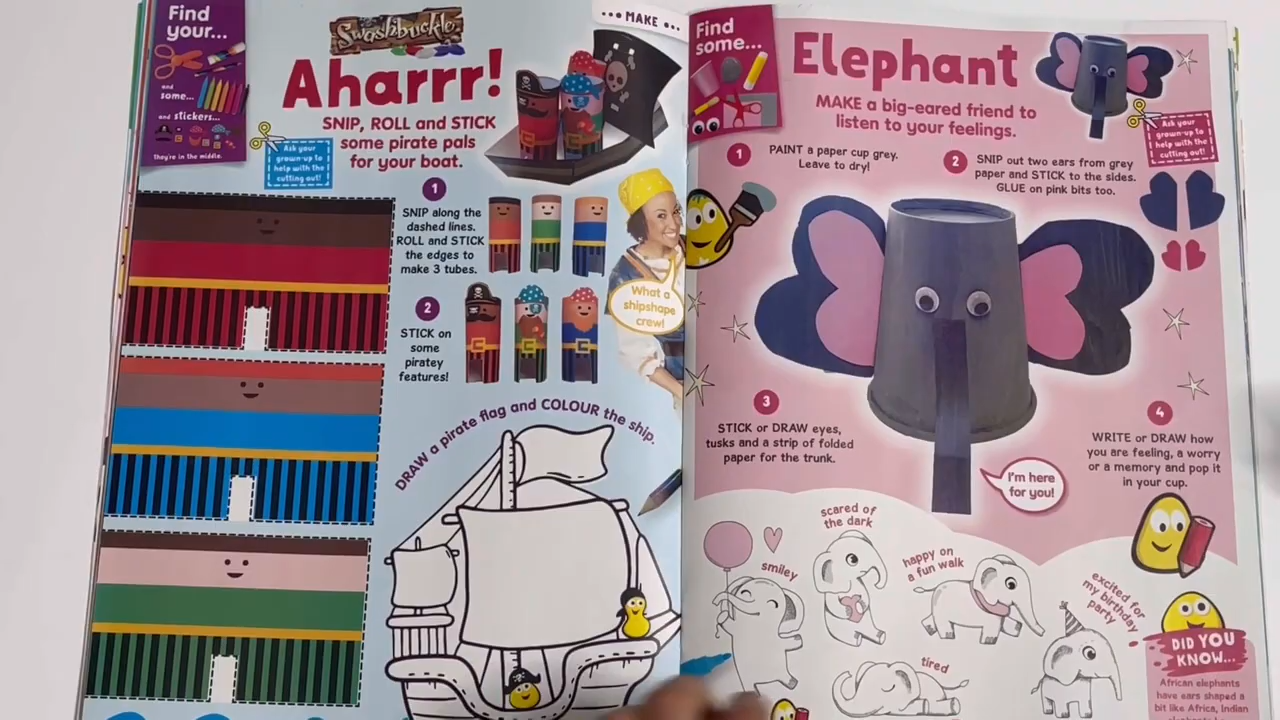 Find
your...
and
some...
and stickers...
they're in the middle.
Swashbuckle
Aharrr!
SNIP, ROLL and STICK
some pirate pals
for your boat.
Ask your
grown-up to
help with the
cutting out!
MAKE
1
SNIP along the
dashed lines.
ROLL and STICK
the edges to
make 3 tubes.
2
STICK on
some
piratey
features!
What a
shipshape
crew!
DRAW a pirate flag and COLOUR the ship.
Find
some...
Elephant
MAKE a big-eared friend to
listen to your feelings.
Ask your
grown-up to
help with the
cutting out!
1
PAINT a paper cup grey.
Leave to dry!
2
SNIP out two ears from grey
paper and STICK to the sides.
GLUE on pink bits too.
3
STICK or DRAW eyes,
tusks and a strip of folded
paper for the trunk.
4
WRITE or DRAW how
you are feeling, a worry
or a memory and pop it
in your cup.
I'm here
for you!
smiley
scared of
the dark
happy on
a fun walk
excited for
my birthday
party
tired
DID YOU
KNOW...
African elephants
have ears shaped a
bit like Africa, Indian